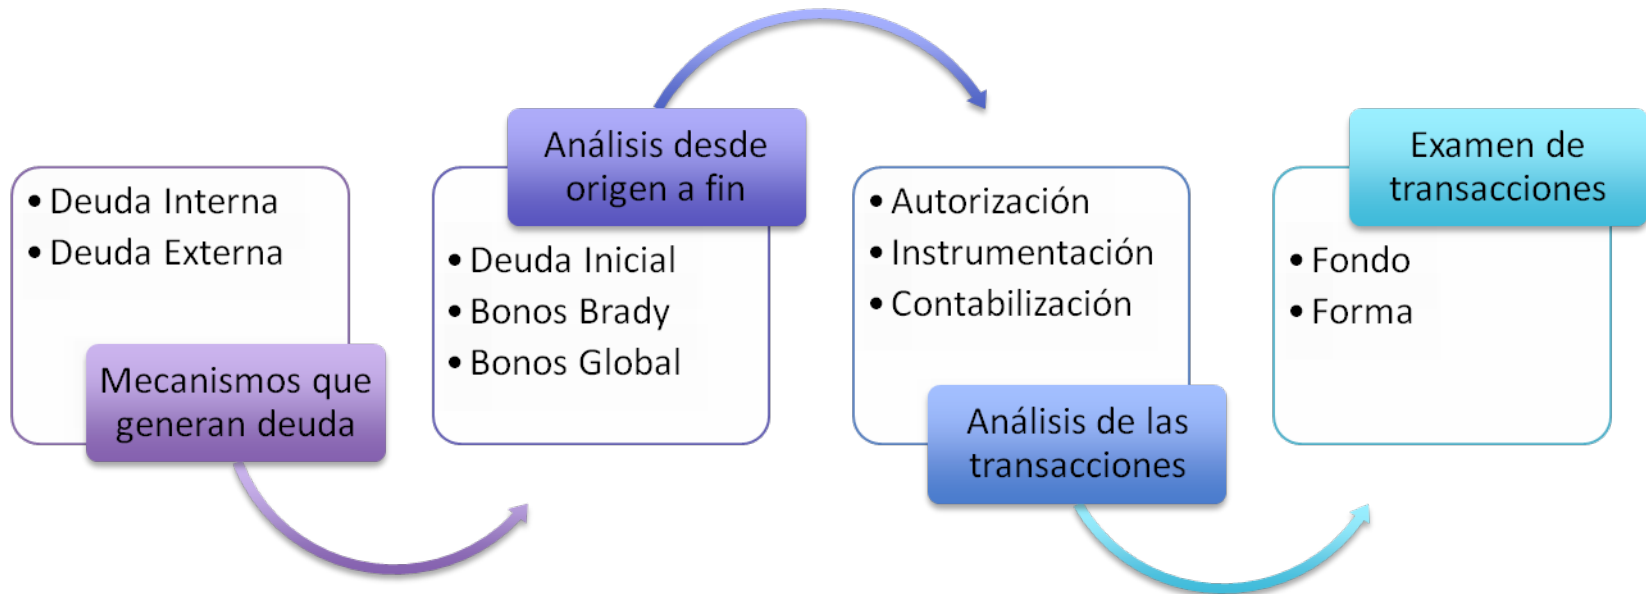 • Deuda Interna
• Deuda Externa
Mecanismos que
generan deuda
Análisis desde
origen a fin
• Deuda Inicial
• Bonos Brady
• Bonos Global
• Autorización
• Instrumentación
• Contabilización
Análisis de las
transacciones
Examen de
transacciones
• Fondo
• Forma